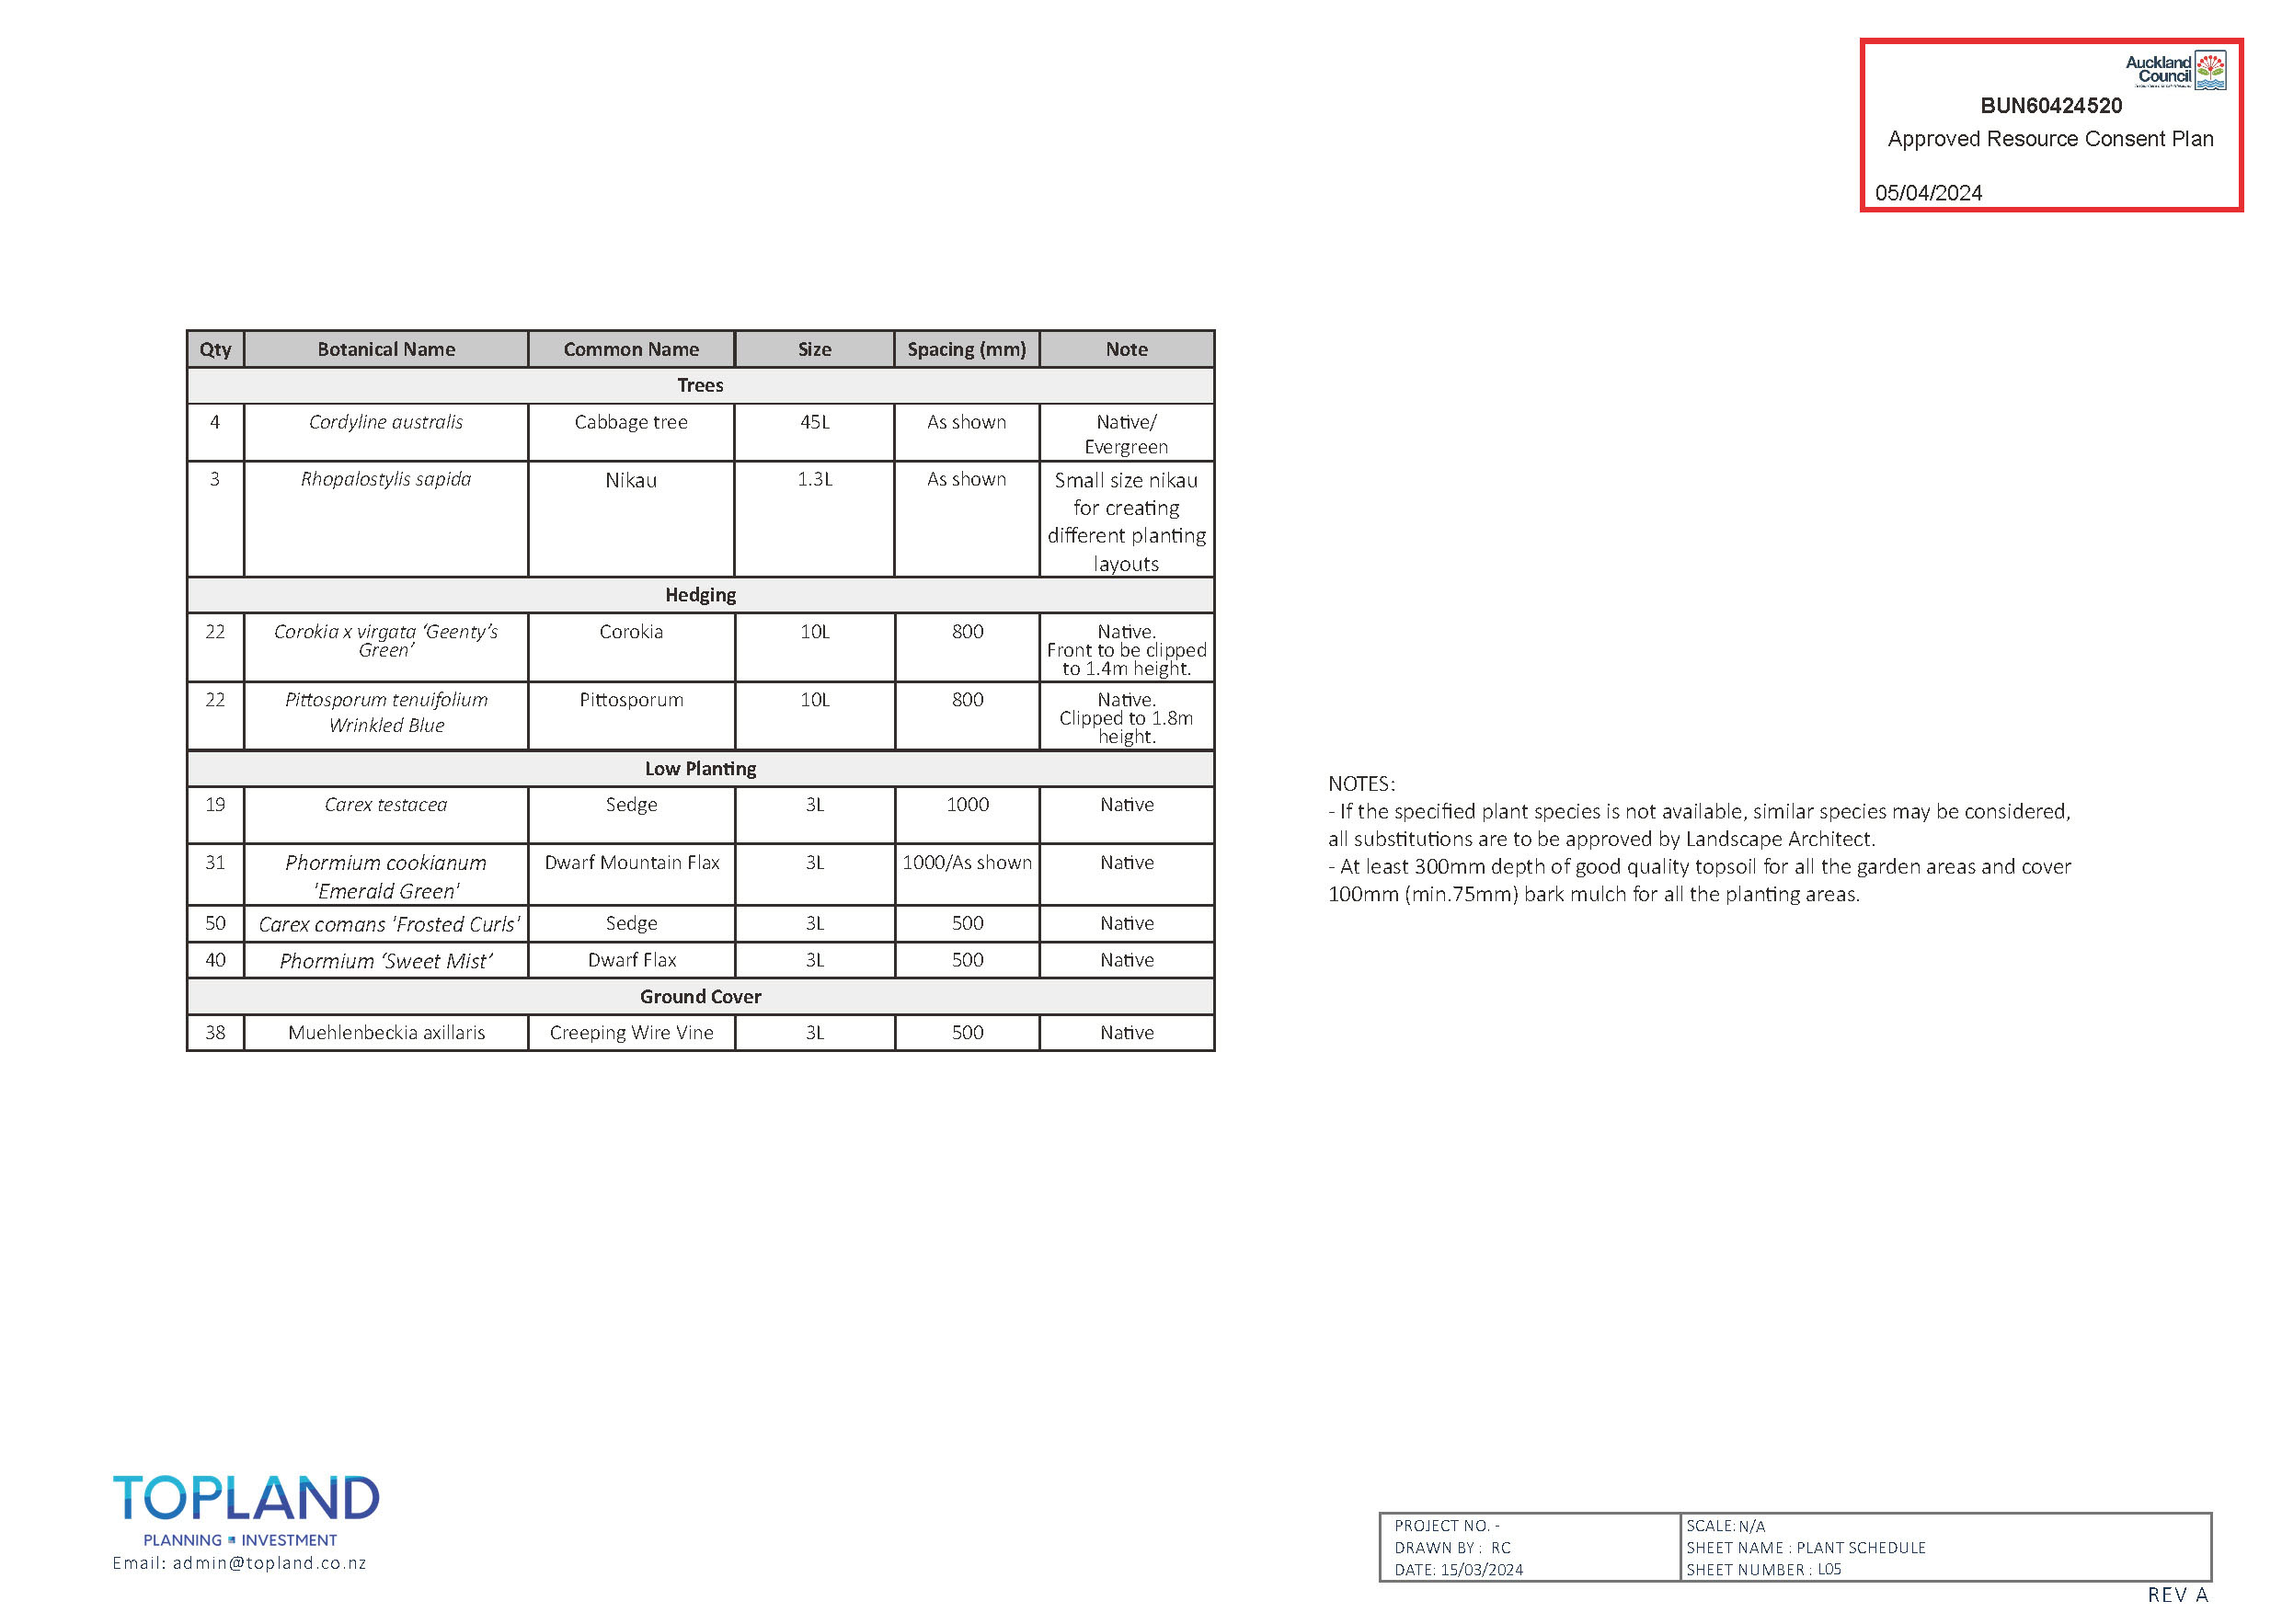 Auckland
Council
BUN60424520
Approved Resource Consent Plan
05/04/2024
Qty Botanical Name Common Name Size Spacing (mm) Note
Trees
4 Cordyline australis Cabbage tree 45L As shown Native/
Evergreen
3 Rhopalostylis sapida Nikau 1.3L As shown Small size nikau
for creating
different planting
layouts
Hedging
22 Corokia x virgata ‘Geenty’s Corokia 10L 800 Native.
Green’ Front to be clipped
to 1.4m height.
22 Pittosporum tenuifolium Pittosporum 10L 800 Native.
Wrinkled Blue Clipped to 1.8m
height.
Low Planting
19 Carex testacea Sedge 3L 1000 Native
31 Phormium cookianum Dwarf Mountain Flax 3L 1000/As shown Native
'Emerald Green'
50 Carex comans 'Frosted Curls' Sedge 3L 500 Native
40 Phormium ‘Sweet Mist’ Dwarf Flax 3L 500 Native
Ground Cover
38 Muehlenbeckia axillaris Creeping Wire Vine 3L 500 Native
NOTES:
- If the specified plant species is not available, similar species may be considered,
all substitutions are to be approved by Landscape Architect.
- At least 300mm depth of good quality topsoil for all the garden areas and cover
100mm (min.75mm) bark mulch for all the planting areas.
TOPLAND
PLANNING INVESTMENT
Email: admin@topland.co.nz
PROJECT NO. -
DRAWN BY : RC
DATE: 15/03/2024
SCALE: N/A
SHEET NAME : PLANT SCHEDULE
SHEET NUMBER : L05
REV A